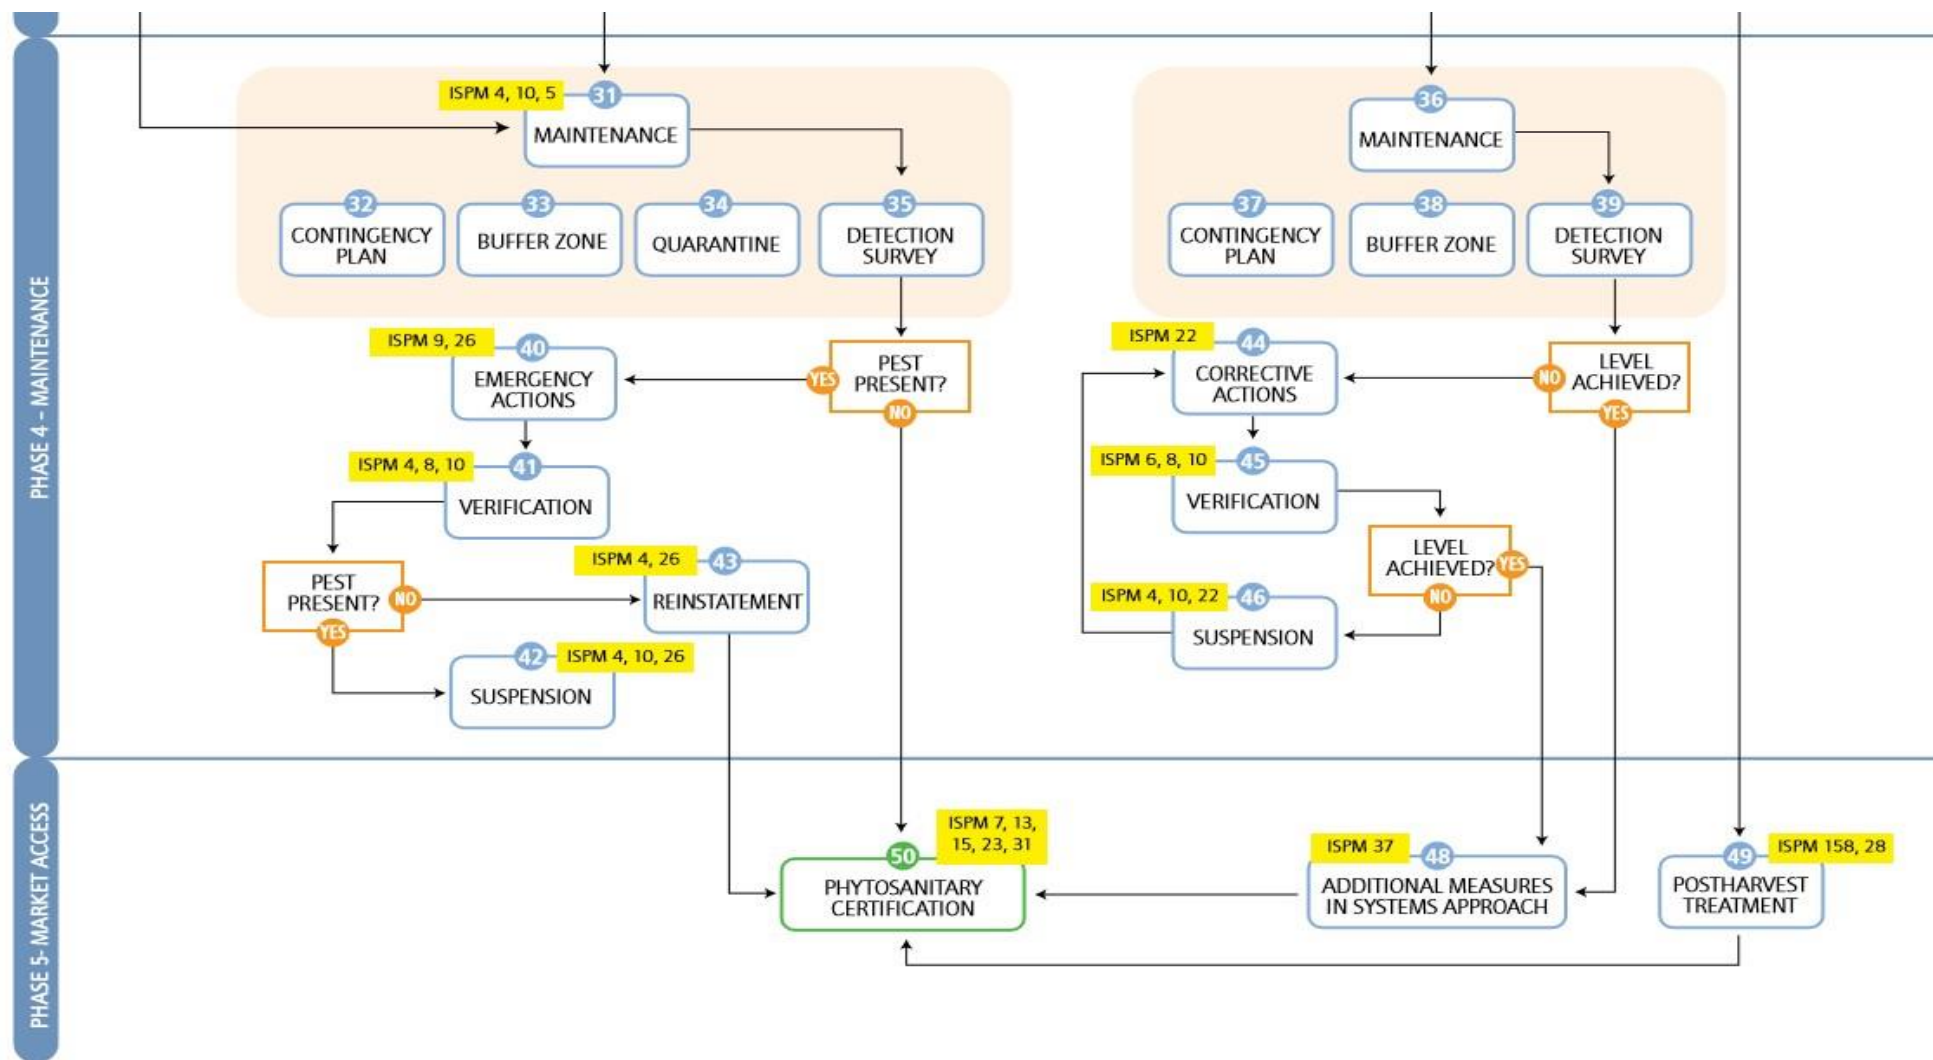 PHASE 4 – MAINTENANCE
ISPM 4, 10, 5
31
MAINTENANCE
36
MAINTENANCE
32
CONTINGENCY
PLAN
33
BUFFER ZONE
34
QUARANTINE
35
DETECTION
SURVEY
37
CONTINGENCY
PLAN
38
BUFFER ZONE
39
DETECTION
SURVEY
ISPM 9, 26
40
EMERGENCY
ACTIONS
YES
PEST
PRESENT?
NO
ISPM 22
44
CORRECTIVE
ACTIONS
NO
LEVEL
ACHIEVED?
YES
ISPM 4, 8, 10
41
VERIFICATION
ISPM 6, 8, 10
45
VERIFICATION
PEST
PRESENT?
NO
YES
ISPM 4, 26
43
REINSTATEMENT
LEVEL
ACHIEVED?
YES
NO
ISPM 4, 10, 22
46
SUSPENSION
42
ISPM 4, 10, 26
SUSPENSION
PHASE 5- MARKET ACCESS
ISPM 7, 13,
15, 23, 31
50
PHYTOSANITARY
CERTIFICATION
ISPM 37
48
ADDITIONAL MEASURES
IN SYSTEMS APPROACH
49
ISPM 158, 28
POSTHARVEST
TREATMENT